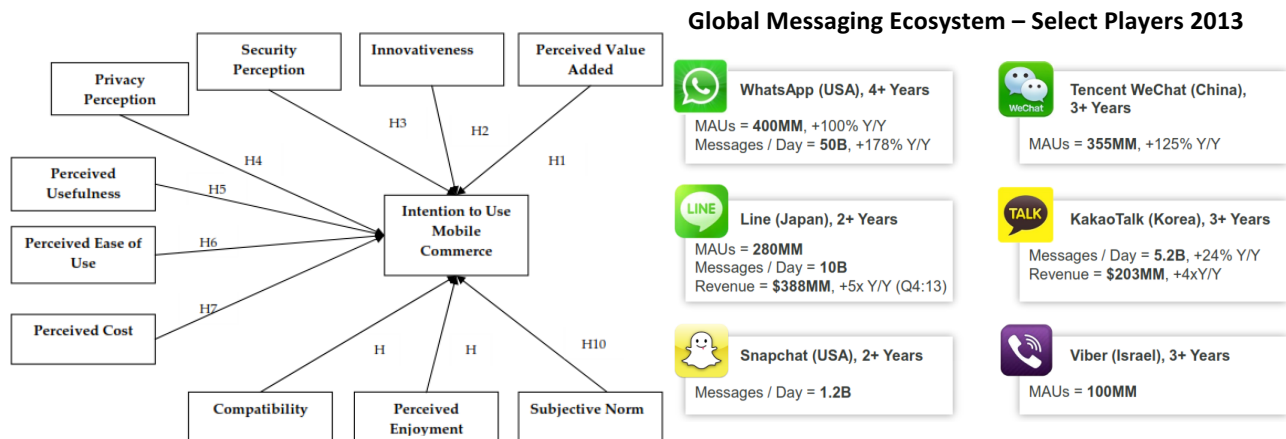 Security
Perception
Innovativeness
Perceived Value
Added
Privacy
Perception
H3
H2
H4
H1
Perceived
Usefulness
H5
Intention to Use
Mobile
Commerce
Perceived Ease of
Use
H6
H7
Perceived Cost
H
H
H10
Compatibility
Perceived
Enjoyment
Subjective Norm
Global Messaging Ecosystem – Select Players 2013
WhatsApp (USA), 4+ Years
MAUs = 400MM, +100% Y/Y
Messages / Day = 50B, +178% Y/Y
WeChat
Tencent WeChat (China),
3+ Years
MAUs = 355MM, +125% Y/Y
LINE
Line (Japan), 2+ Years
MAUs = 280MM
Messages / Day = 10B
Revenue = $388MM, +5x Y/Y (Q4:13)
TALK
KakaoTalk (Korea), 3+ Years
Messages / Day = 5.2B, +24% Y/Y
Revenue = $203MM, +4xY/Y
Snapchat (USA), 2+ Years
Messages / Day = 1.2B
Viber (Israel), 3+ Years
MAUs = 100MM